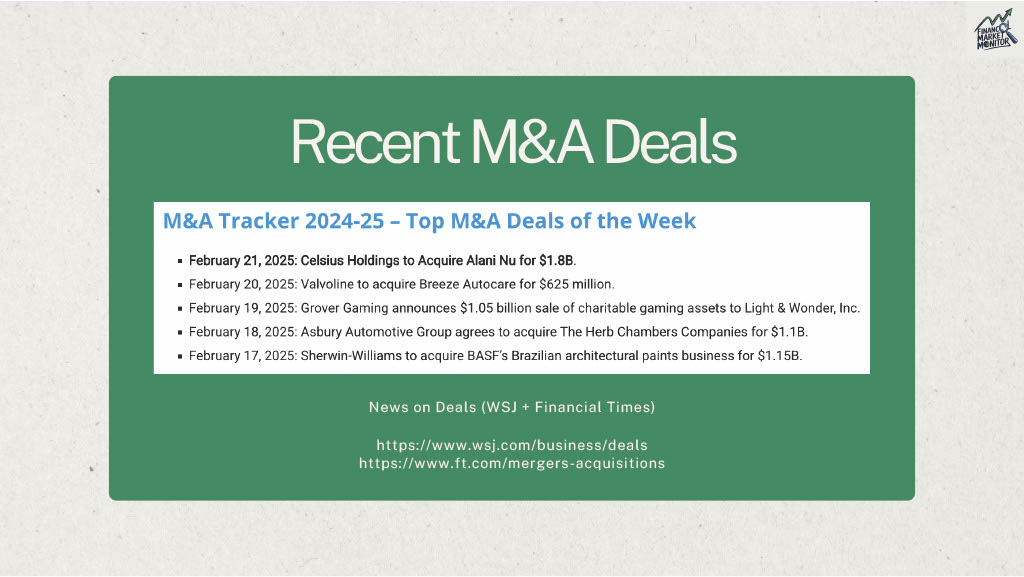 FINANCE
MARKET
MONITOR
Recent M&A Deals
M&A Tracker 2024-25 – Top M&A Deals of the Week
▪ February 21, 2025: Celsius Holdings to Acquire Alani Nu for $1.8B.
▪ February 20, 2025: Valvoline to acquire Breeze Autocare for $625 million.
▪ February 19, 2025: Grover Gaming announces $1.05 billion sale of charitable gaming assets to Light & Wonder, Inc.
▪ February 18, 2025: Asbury Automotive Group agrees to acquire The Herb Chambers Companies for $1.1B.
▪ February 17, 2025: Sherwin-Williams to acquire BASF’s Brazilian architectural paints business for $1.15B.
News on Deals (WSJ + Financial Times)
https://www.wsj.com/business/deals
https://www.ft.com/mergers-acquisitions